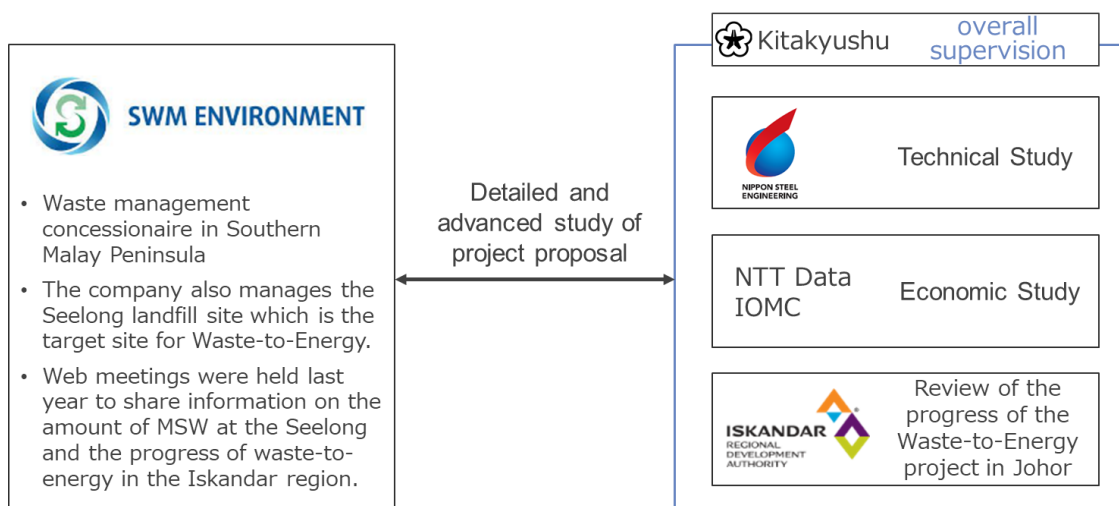 SWM ENVIRONMENT
• Waste management
concessionaire in Southern
Malay Peninsula
• The company also manages the
Seelong landfill site which is the
target site for Waste-to-Energy.
• Web meetings were held last
year to share information on the
amount of MSW at the Seelong
and the progress of waste-to-
energy in the Iskandar region.
Detailed and
advanced study of
project proposal
Kitakyushu
overall
supervision
NIPPON STEEL
ENGINEERING
Technical Study
NTT Data
IOMC
Economic Study
ISKANDAR
REGIONAL
DEVELOPMENT
AUTHORITY
Review of the
progress of the
Waste-to-Energy
project in Johor